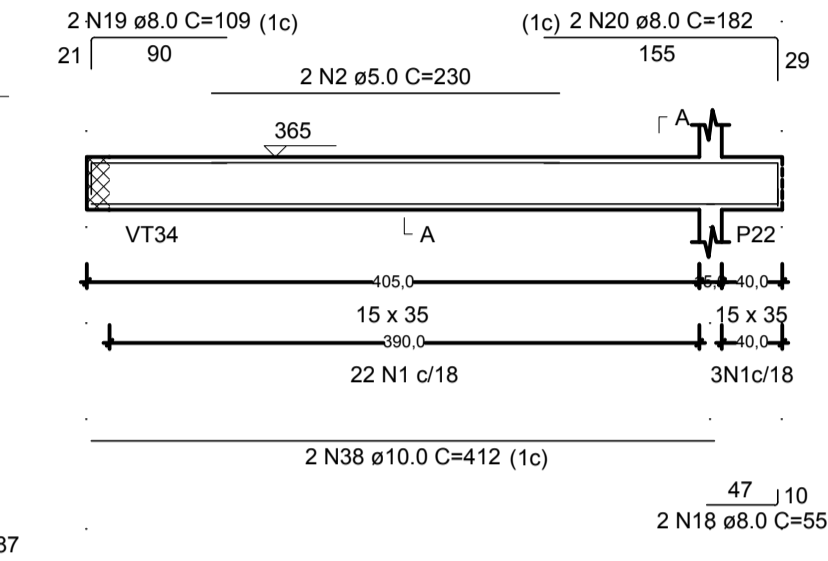 2 N19 ø8.0 C=109 (1c)
(1c) 2 N20 ø8.0 C=182
21 90
155 29
2 N2 ø5.0 C=230
365
A
VT34
A
P22
405,0
40,0
15 x 35
15 x 35
390,0
40,0
22 N1 c/18
3N1c/18
2 N38 ø10.0 C=412 (1c)
47 10
2 N18 ø8.0 C=55
37